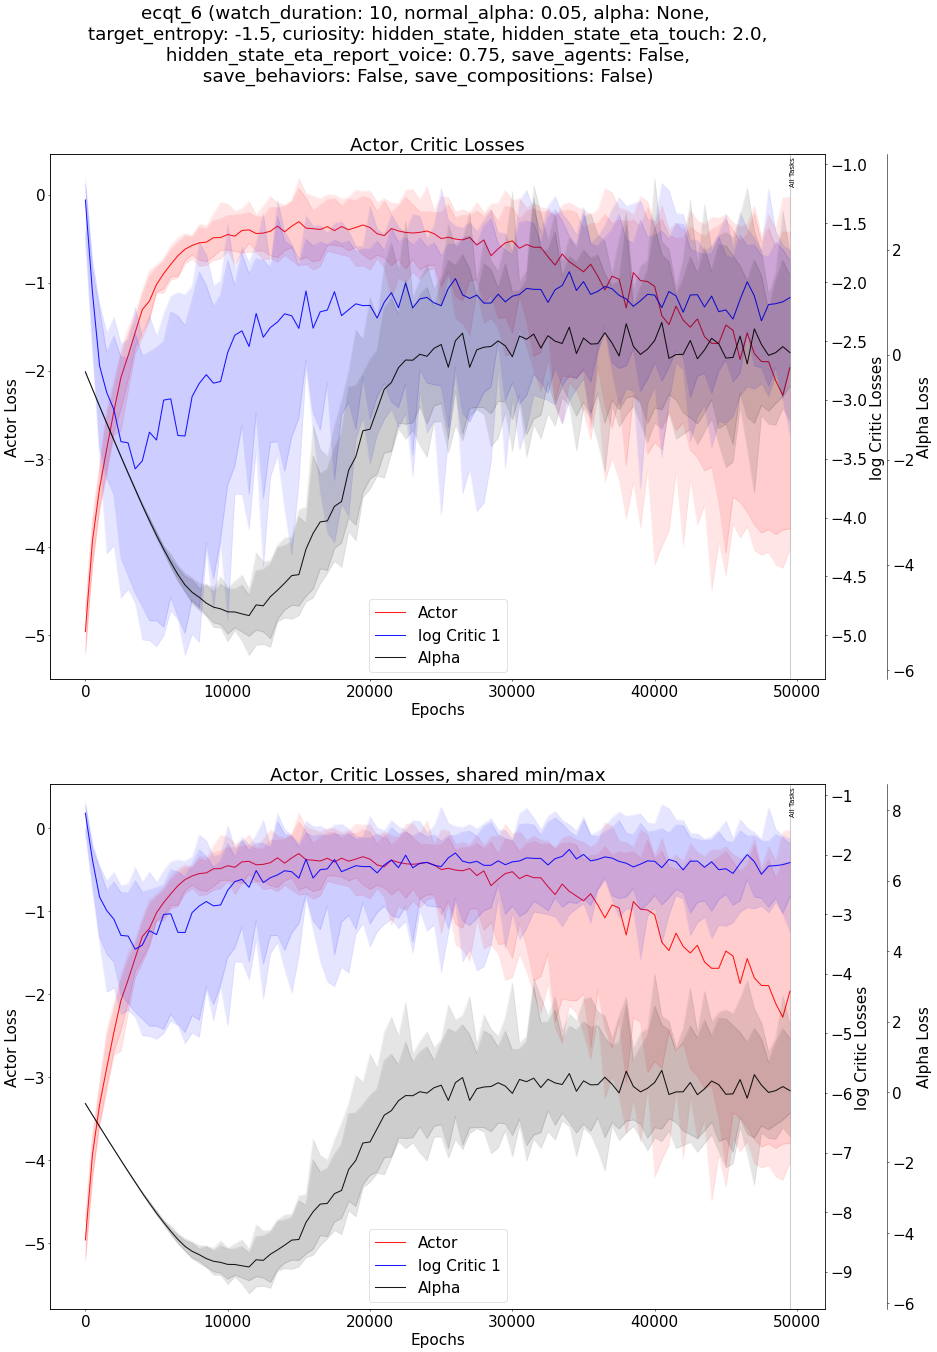 ecqt_6 (watch_duration: 10, normal_alpha: 0.05, alpha: None,
target_entropy: -1.5, curiosity: hidden_state, hidden_state_eta_touch: 2.0,
hidden_state_eta_report_voice: 0.75, save_agents: False,
save_behaviors: False, save_compositions: False)
Actor, Critic Losses
0
−1
−2
−3
−4
−5
Actor Loss
0
10000
20000
30000
40000
50000
Epochs
Actor
log Critic 1
Alpha
All Tasks
−1.0
−1.5
−2.0
−2.5
−3.0
−3.5
−4.0
−4.5
−5.0
log Critic Losses
2
0
−2
−4
−6
Alpha Loss
Actor, Critic Losses, shared min/max
0
−1
−2
−3
−4
−5
Actor Loss
0
10000
20000
30000
40000
50000
Epochs
Actor
log Critic 1
Alpha
All Tasks
−1
−2
−3
−4
−5
−6
−7
−8
−9
log Critic Losses
8
6
4
2
0
−2
−4
−6
Alpha Loss